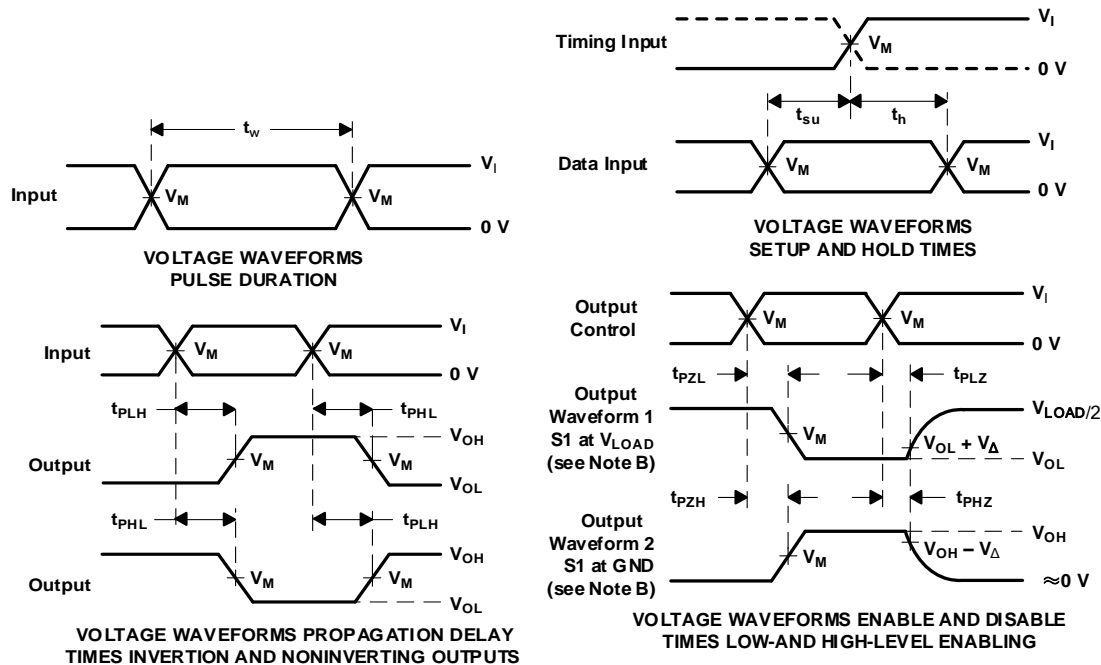 t_w
V_I
Input
V_M
V_M
0 V
VOLTAGE WAVEFORMS
PULSE DURATION
V_I
Timing Input
V_M
0 V
t_su
t_h
V_I
Data Input
V_M
V_M
0 V
VOLTAGE WAVEFORMS
SETUP AND HOLD TIMES
V_I
Input
V_M
V_M
0 V
t_PLH
t_PHL
V_OH
Output
V_M
V_M
V_OL
t_PHL
t_PLH
V_OH
Output
V_M
V_M
V_OL
VOLTAGE WAVEFORMS PROPAGATION DELAY
TIMES INVERTION AND NONINVERTING OUTPUTS
V_I
Output
Control
V_M
V_M
0 V
t_PZL
t_PLZ
Output
Waveform 1
S1 at V_LOAD
(see Note B)
V_LOAD/2
V_M
V_OL + V_Δ
V_OL
t_PZH
t_PHZ
Output
Waveform 2
S1 at GND
(see Note B)
V_OH
V_M
V_OH – V_Δ
≈0 V
VOLTAGE WAVEFORMS ENABLE AND DISABLE
TIMES LOW-AND HIGH-LEVEL ENABLING